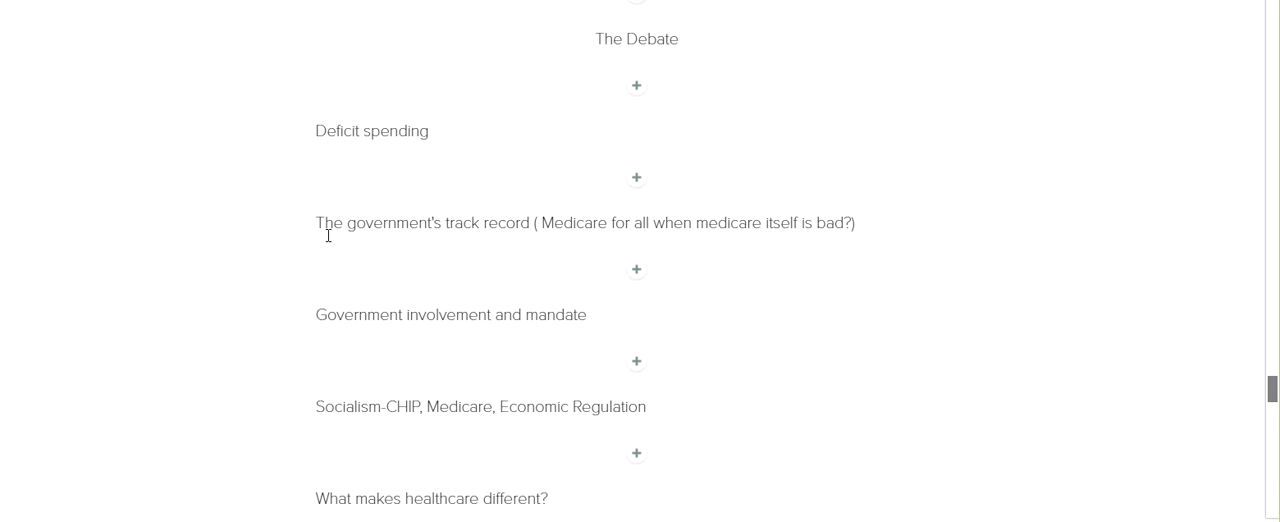 The Debate
Deficit spending
The government's track record ( Medicare for all when medicare itself is bad?)
Government involvement and mandate
Socialism-CHIP, Medicare, Economic Regulation
What makes healthcare different?